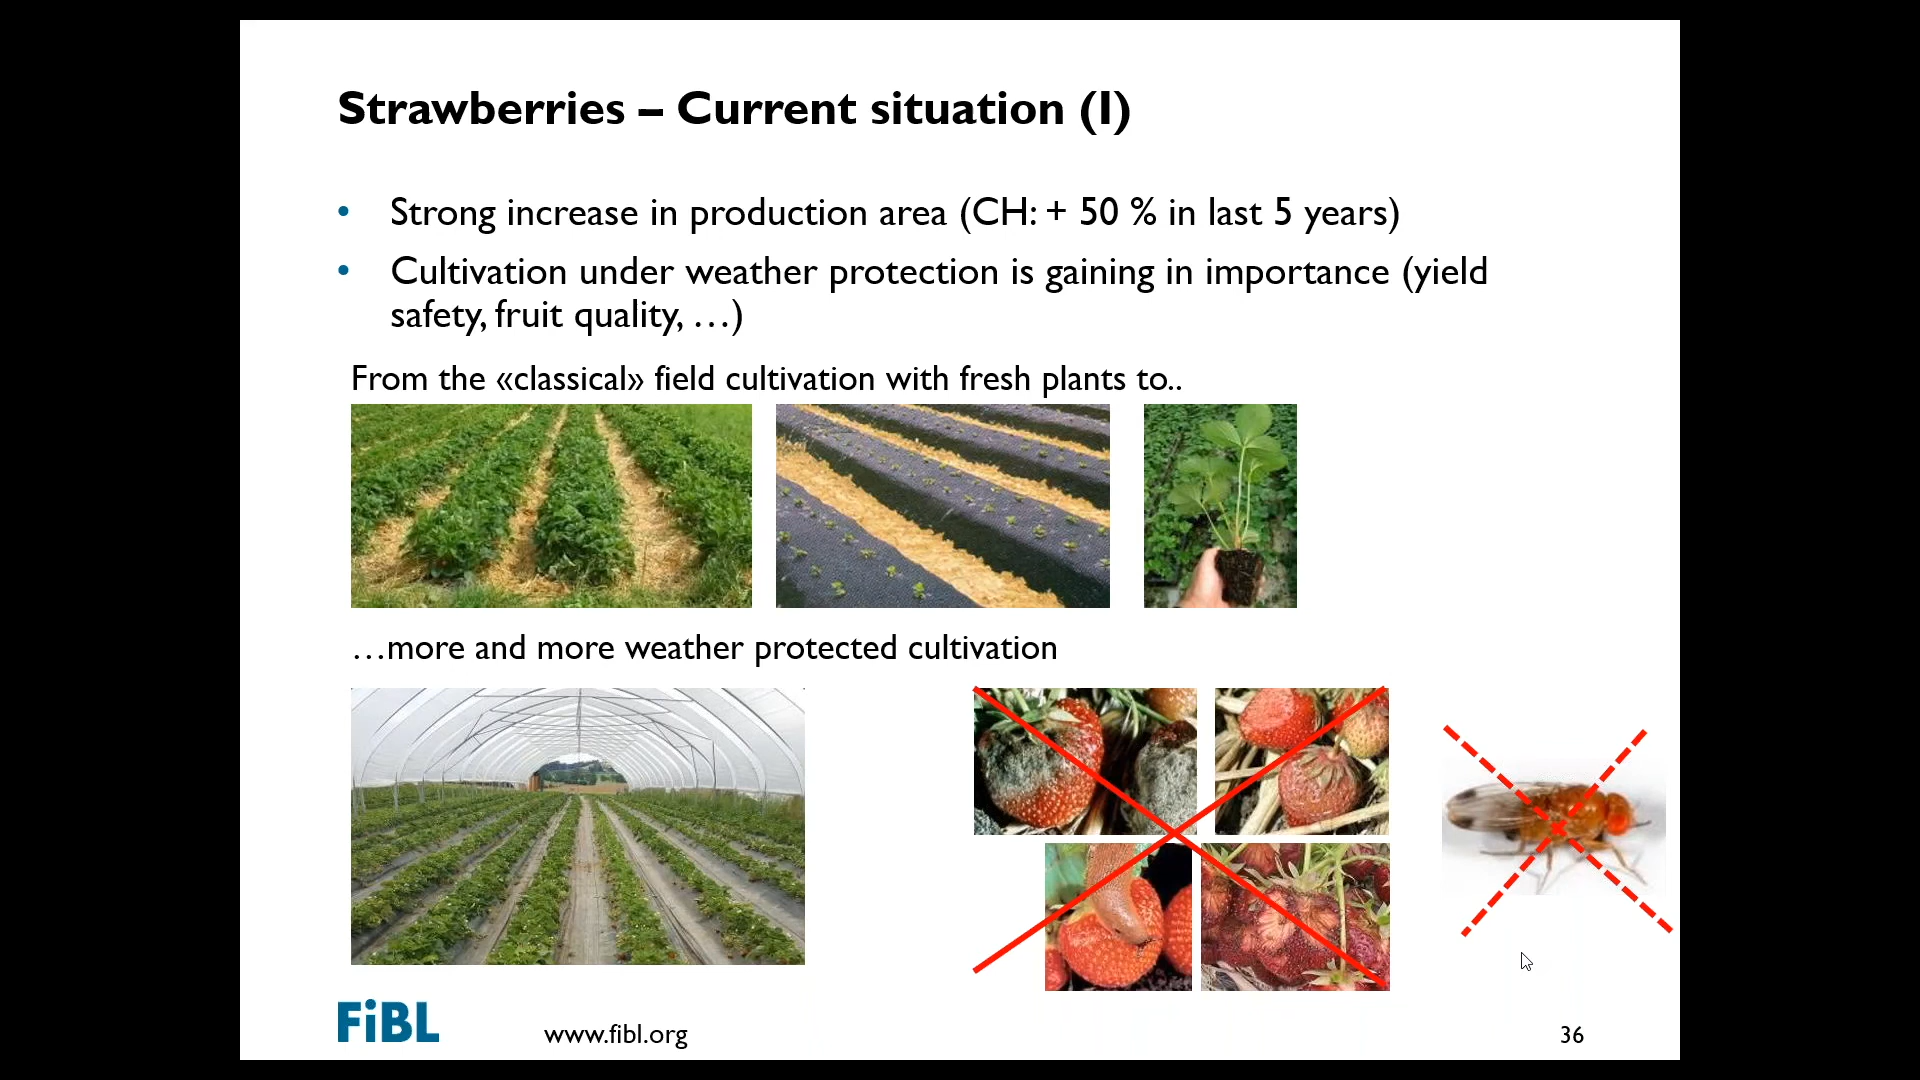 Strawberries – Current situation (I)
• Strong increase in production area (CH: + 50 % in last 5 years)
• Cultivation under weather protection is gaining in importance (yield
safety, fruit quality, …)
From the «classical» field cultivation with fresh plants to..
…more and more weather protected cultivation
FiBL
www.fibl.org
36